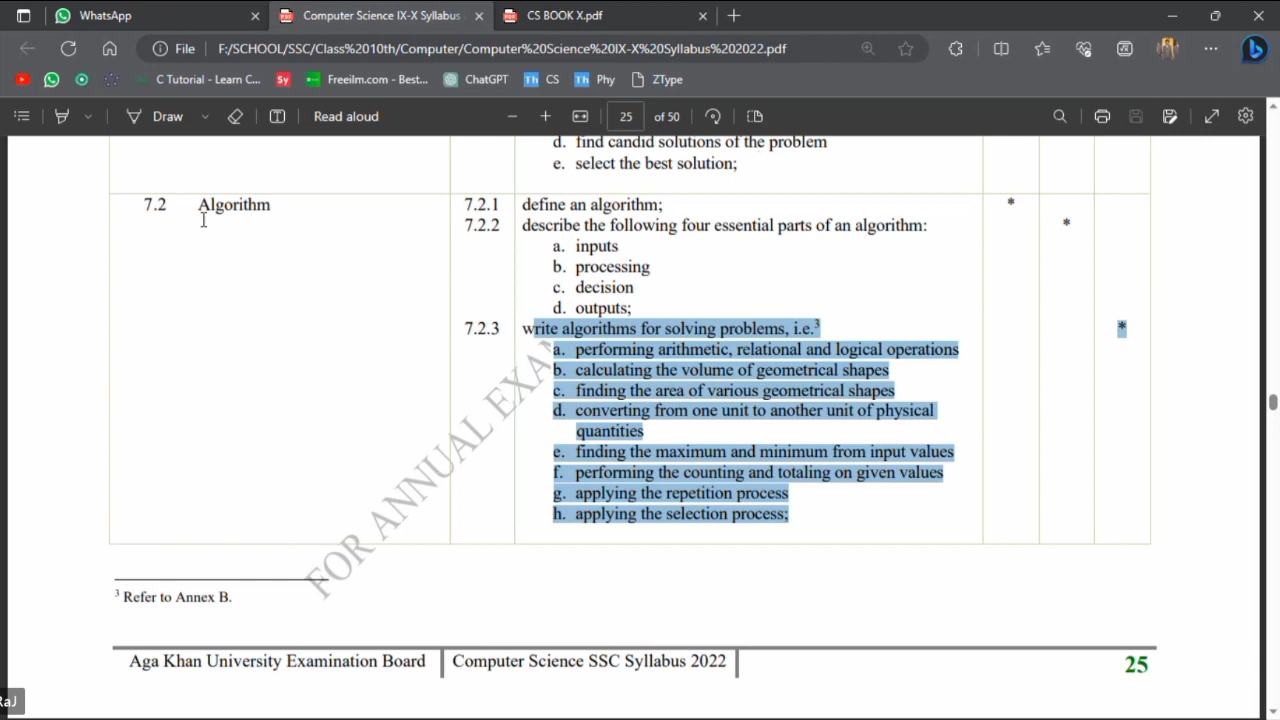 WhatsApp
Computer Science IX-X Syllabus
CS BOOK X.pdf
File
F:/SCHOOL/SSC/Class%2010th/Computer/Computer%20Science%20IX-X%20Syllabus%202022.pdf
C Tutorial - Learn C...
Sy
Freeilm.com - Best...
ChatGPT
Th CS
Th Phy
ZType
Draw
Read aloud
25 of 50
d. find candid solutions of the problem
e. select the best solution;
7.2 Algorithm
7.2.1 define an algorithm; *
7.2.2 describe the following four essential parts of an algorithm: *
a. inputs
b. processing
c. decision
d. outputs;
7.2.3 write algorithms for solving problems, i.e.3 *
a. performing arithmetic, relational and logical operations
b. calculating the volume of geometrical shapes
c. finding the area of various geometrical shapes
d. converting from one unit to another unit of physical
quantities
e. finding the maximum and minimum from input values
f. performing the counting and totaling on given values
g. applying the repetition process
h. applying the selection process;
FOR ANNUAL EXA
3 Refer to Annex B.
Aga Khan University Examination Board
Computer Science SSC Syllabus 2022
25
RaJ